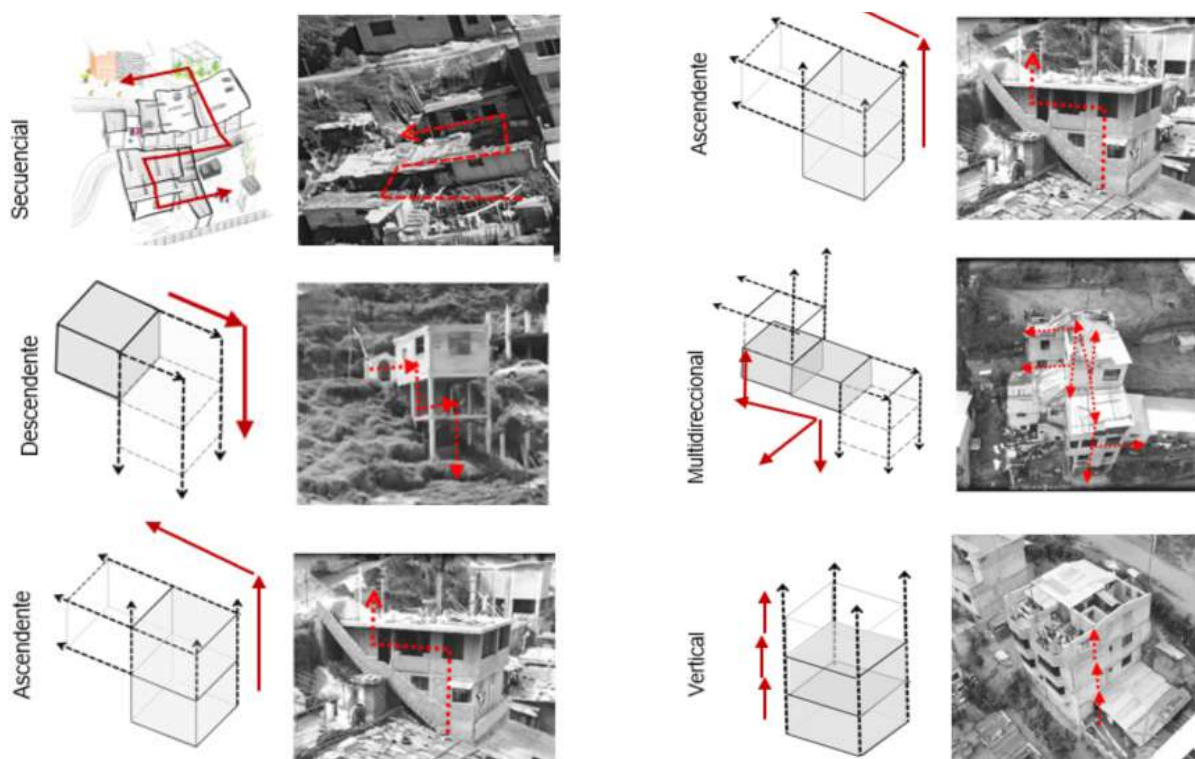 Secuencial
Descendente
Ascendente
Ascendente
Multidireccional
Vertical